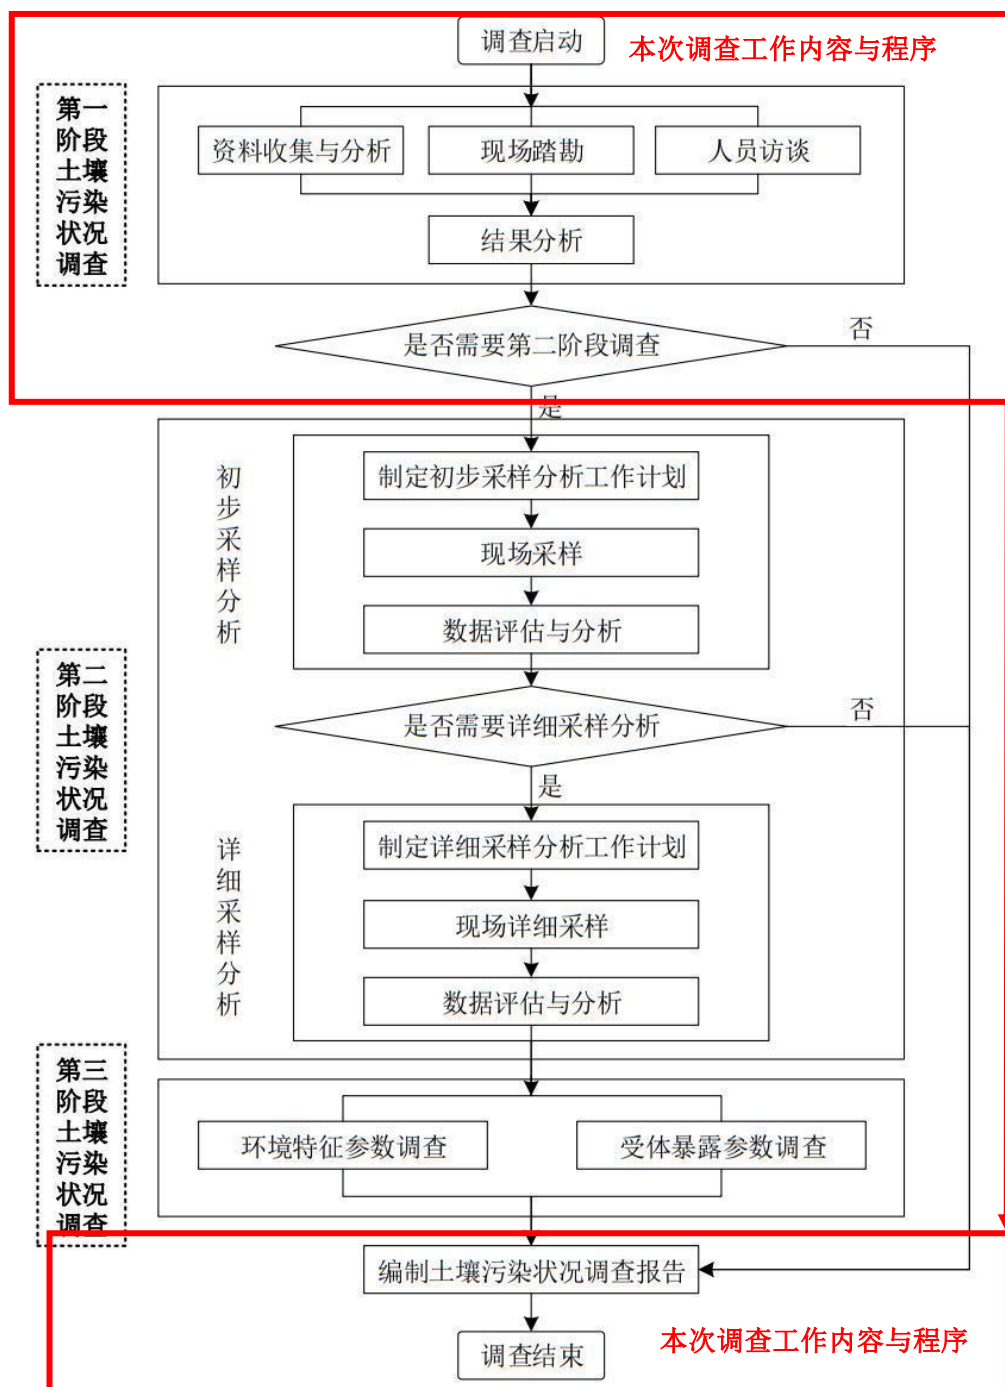 调查启动
本次调查工作内容与程序
第一
阶段
土壤
污染
状况
调查
资料收集与分析
现场踏勘
人员访谈
结果分析
是否需要第二阶段调查
否
是
初
步
采
样
分
析
制定初步采样分析工作计划
现场采样
数据评估与分析
第二
阶段
土壤
污染
状况
调查
是否需要详细采样分析
否
是
详
细
采
样
分
析
制定详细采样分析工作计划
现场详细采样
数据评估与分析
第三
阶段
土壤
污染
状况
调查
环境特征参数调查
受体暴露参数调查
编制土壤污染状况调查报告
本次调查工作内容与程序
调查结束